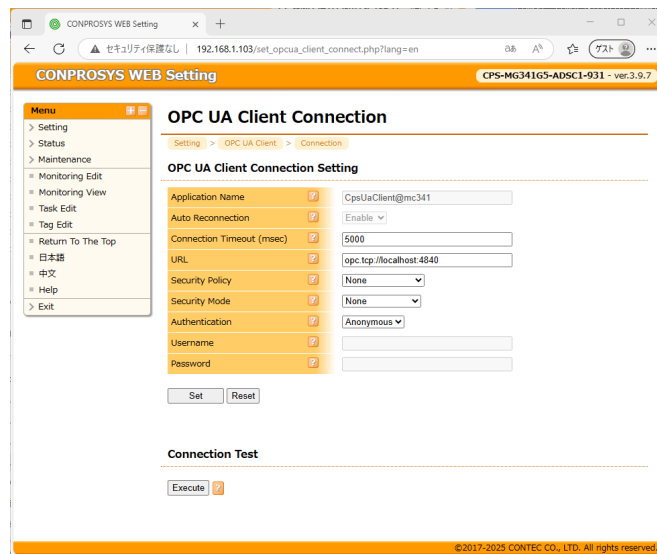 CONPROSYS WEB Setting
セキュリティ保護なし | 192.168.1.103/set_opcua_client_connect.php?lang=en
ゲスト
CONPROSYS WEB Setting
CPS-MG341G5-ADSC1-931 - ver.3.9.7
Menu
> Setting
> Status
> Maintenance
Monitoring Edit
Monitoring View
Task Edit
Tag Edit
Return To The Top
日本語
中文
Help
> Exit
OPC UA Client Connection
Setting > OPC UA Client > Connection
OPC UA Client Connection Setting
Application Name ? CpsUaClient@mc341
Auto Reconnection ? Enable
Connection Timeout (msec) ? 5000
URL ? opc.tcp://localhost:4840
Security Policy ? None
Security Mode ? None
Authentication ? Anonymous
Username ?
Password ?
Set Reset
Connection Test
Execute ?
©2017-2025 CONTEC CO., LTD. All rights reserved.